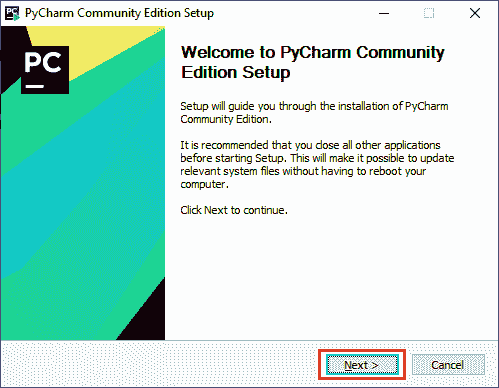 PyCharm Community Edition Setup
PC
PC
Welcome to PyCharm Community
Edition Setup
Setup will guide you through the installation of PyCharm
Community Edition.
It is recommended that you close all other applications
before starting Setup. This will make it possible to update
relevant system files without having to reboot your
computer.
Click Next to continue.
Next >
Cancel